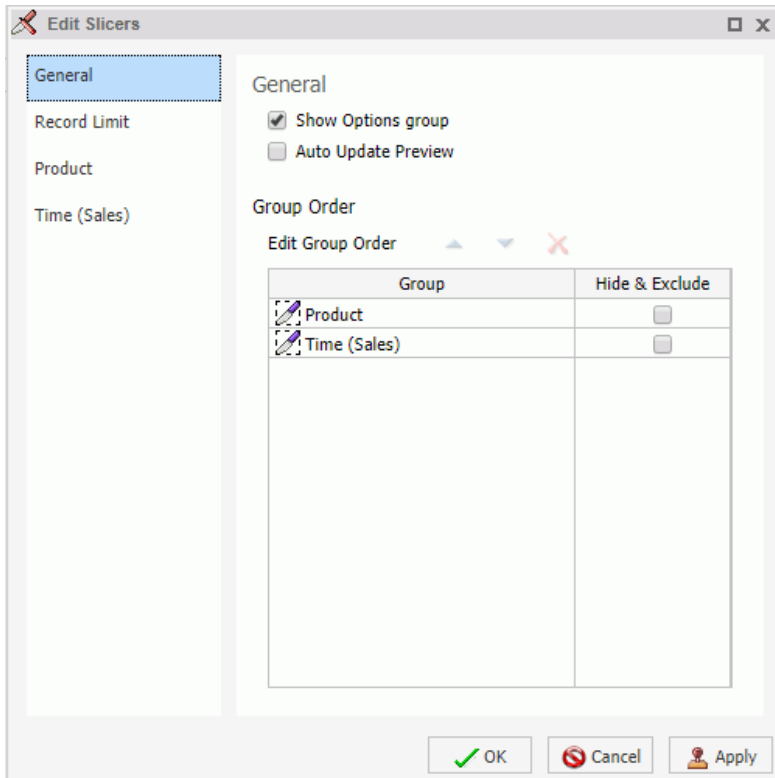 Edit Slicers
General
Record Limit
Product
Time (Sales)
General
Show Options group
Auto Update Preview
Group Order
Edit Group Order
Group Hide & Exclude
Product
Time (Sales)
OK Cancel Apply